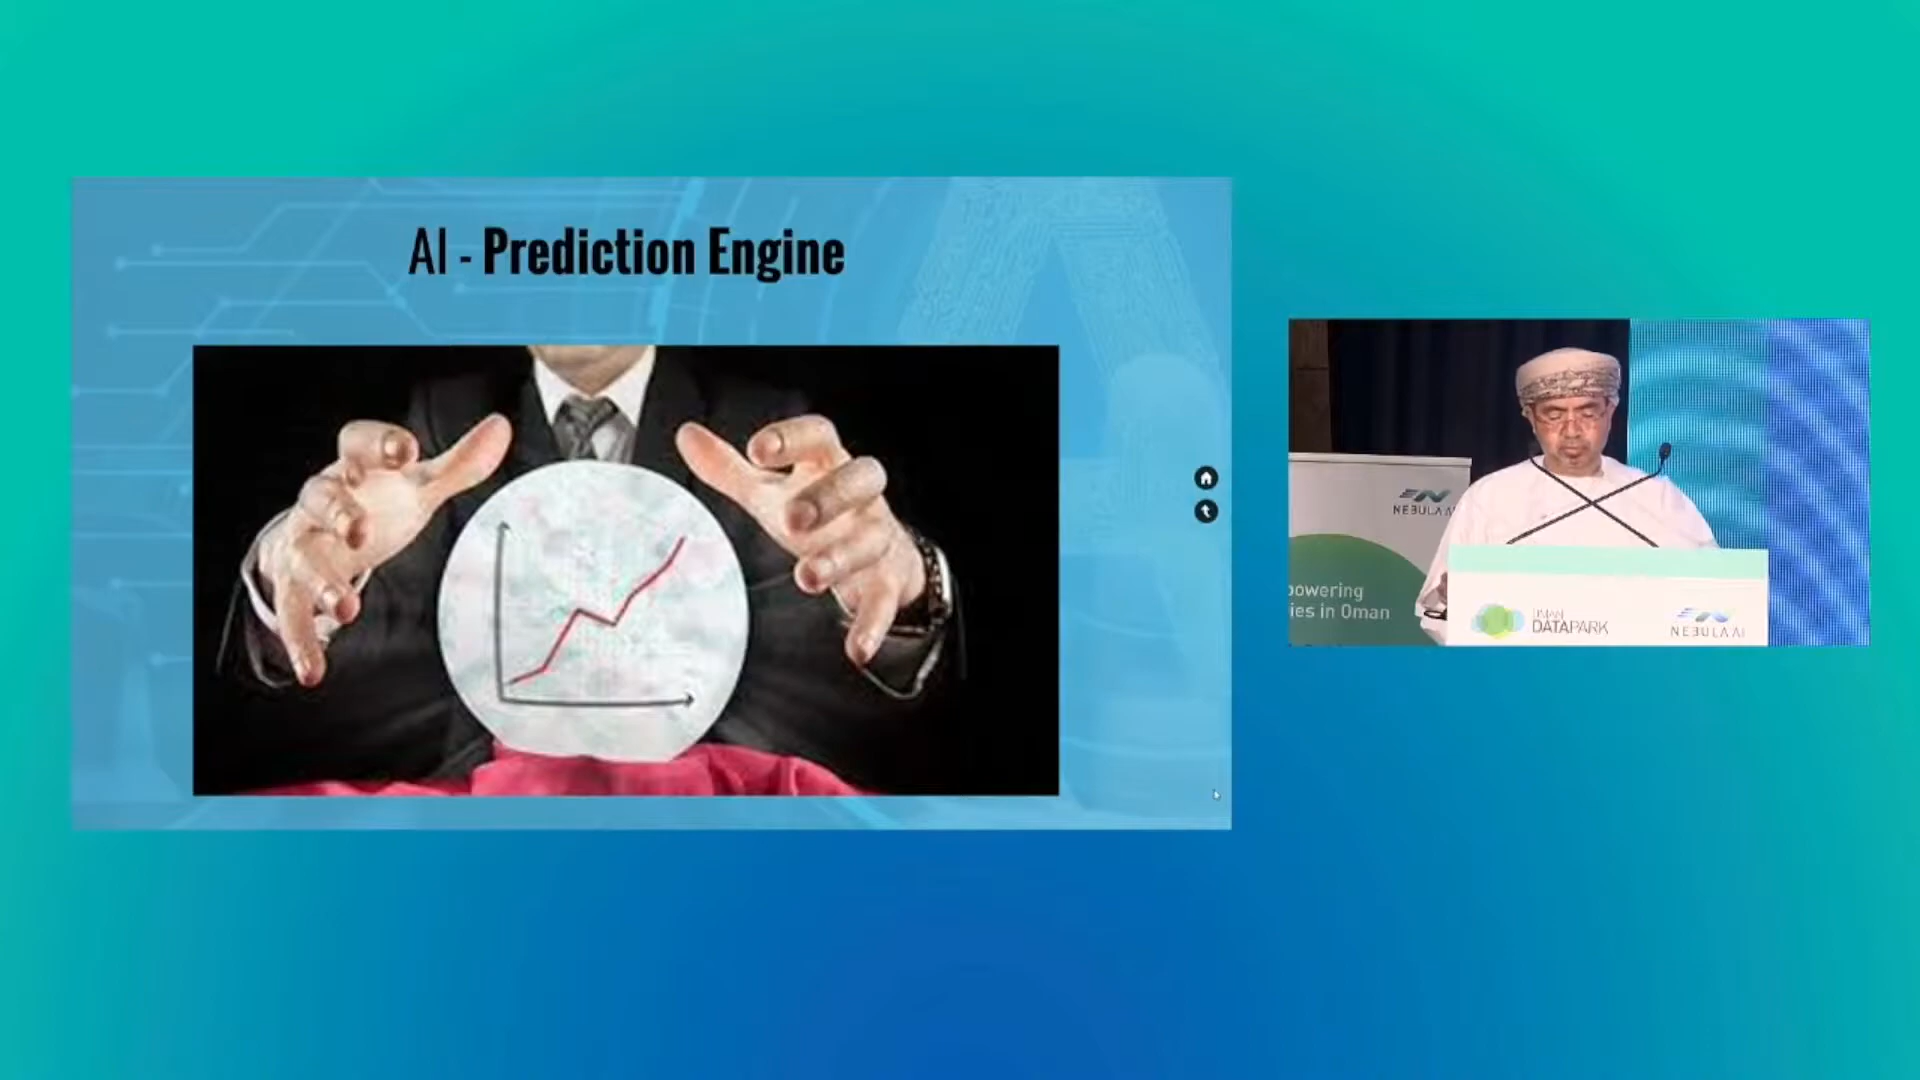 AI - Prediction Engine
NEBULA AI
powering
ies in Oman
OMAN
DATAPARK
NEBULA AI